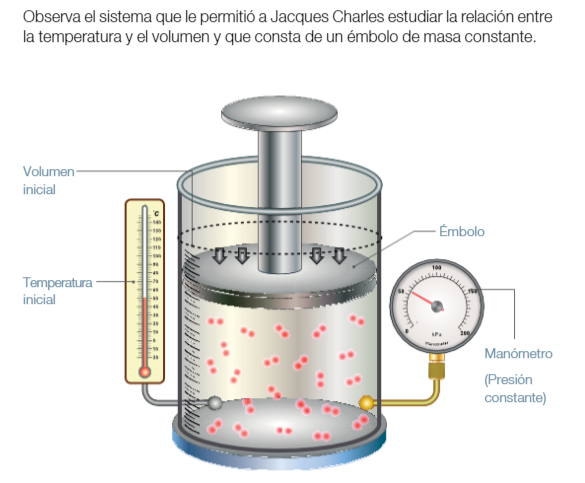 Observa el sistema que le permitió a Jacques Charles estudiar la relación entre
la temperatura y el volumen y que consta de un émbolo de masa constante.
Volumen
inicial
°C
Émbolo
Temperatura
inicial
50
100
150
0
200
kPa
Manómetro
(Presión
constante)